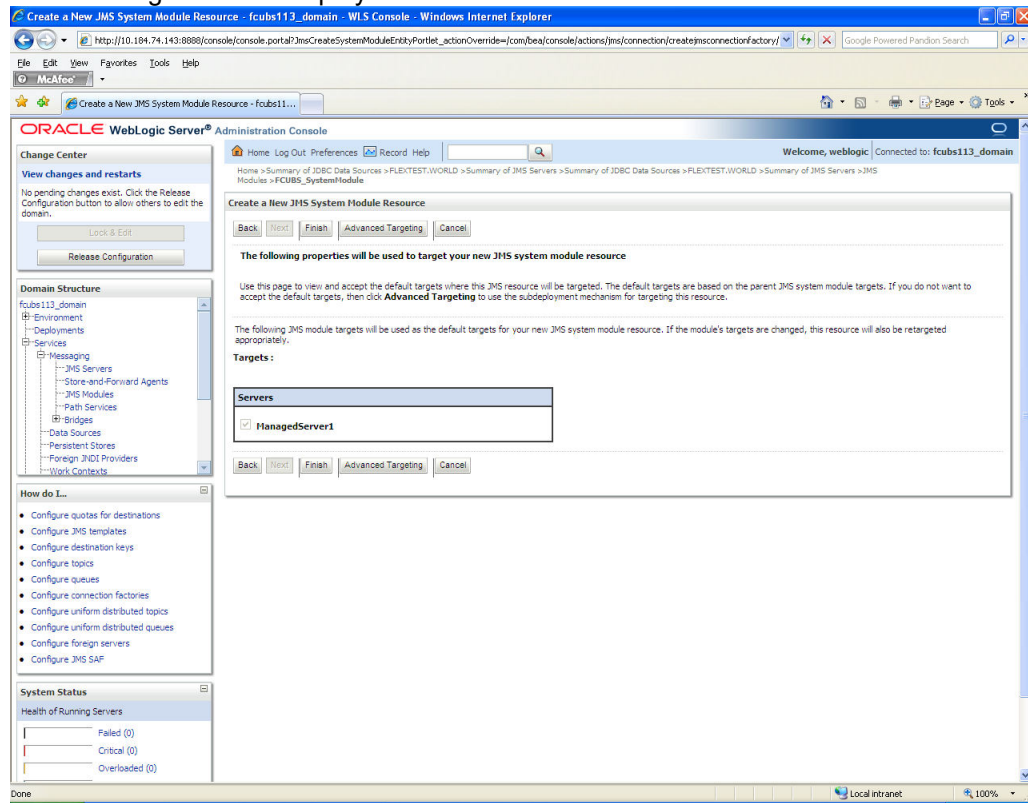 Create a New JMS System Module Resource - fcubs113_domain - WLS Console - Windows Internet Explorer
http://10.184.74.143:8888/console/console.portal?JmsCreateSystemModuleEntityPortlet_actionOverride=/com/bea/console/actions/jms/connection/createjmsconnectionfactory/
Google Powered Pandion Search
File Edit View Favorites Tools Help
McAfee
Create a New JMS System Module Resource - fcubs11...
Page Tools
ORACLE WebLogic Server® Administration Console
Change Center
View changes and restarts
No pending changes exist. Click the Release
Configuration button to allow others to edit the
domain.
Lock & Edit
Release Configuration
Domain Structure
fcubs113_domain
Environment
Deployments
Services
Messaging
JMS Servers
Store-and-Forward Agents
JMS Modules
Path Services
Bridges
Data Sources
Persistent Stores
Foreign JNDI Providers
Work Contexts
How do I...
Configure quotas for destinations
Configure JMS templates
Configure destination keys
Configure topics
Configure queues
Configure connection factories
Configure uniform distributed topics
Configure uniform distributed queues
Configure foreign servers
Configure JMS SAF
System Status
Health of Running Servers
Failed (0)
Critical (0)
Overloaded (0)
Home Log Out Preferences Record Help
Welcome, weblogic Connected to: fcubs113_domain
Home >Summary of JDBC Data Sources >FLEXTEST.WORLD >Summary of JMS Servers >Summary of JDBC Data Sources >FLEXTEST.WORLD >Summary of JMS Servers >JMS
Modules >FCUBS_SystemModule
Create a New JMS System Module Resource
Back Next Finish Advanced Targeting Cancel
The following properties will be used to target your new JMS system module resource
Use this page to view and accept the default targets where this JMS resource will be targeted. The default targets are based on the parent JMS system module targets. If you do not want to
accept the default targets, then click Advanced Targeting to use the subdeployment mechanism for targeting this resource.
The following JMS module targets will be used as the default targets for your new JMS system module resource. If the module's targets are changed, this resource will also be retargeted
appropriately.
Targets :
Servers
ManagedServer1
Back Next Finish Advanced Targeting Cancel
Done
Local intranet
100%